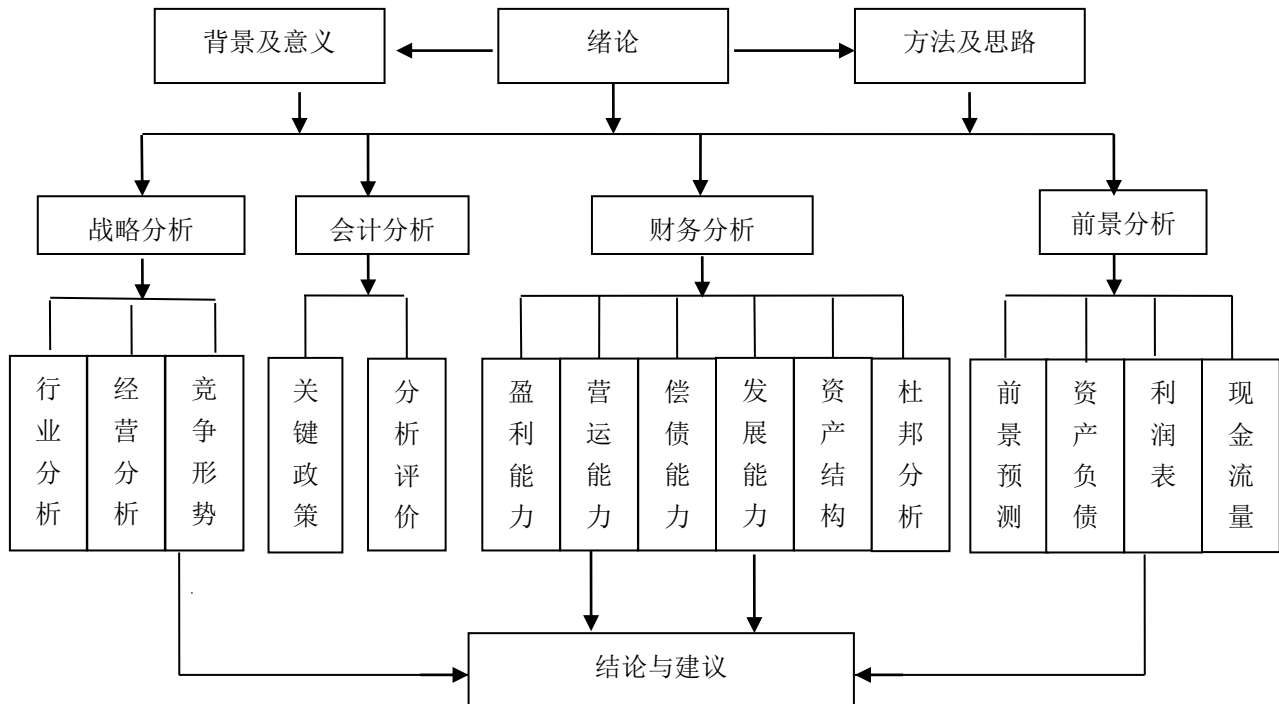 背景及意义
绪论
方法及思路
战略分析
会计分析
财务分析
前景分析
行业分析
经营分析
竞争形势
关键政策
分析评价
盈利能力
营运能力
偿债能力
发展能力
资产结构
杜邦分析
前景预测
资产负债
利润表
现金流量
结论与建议